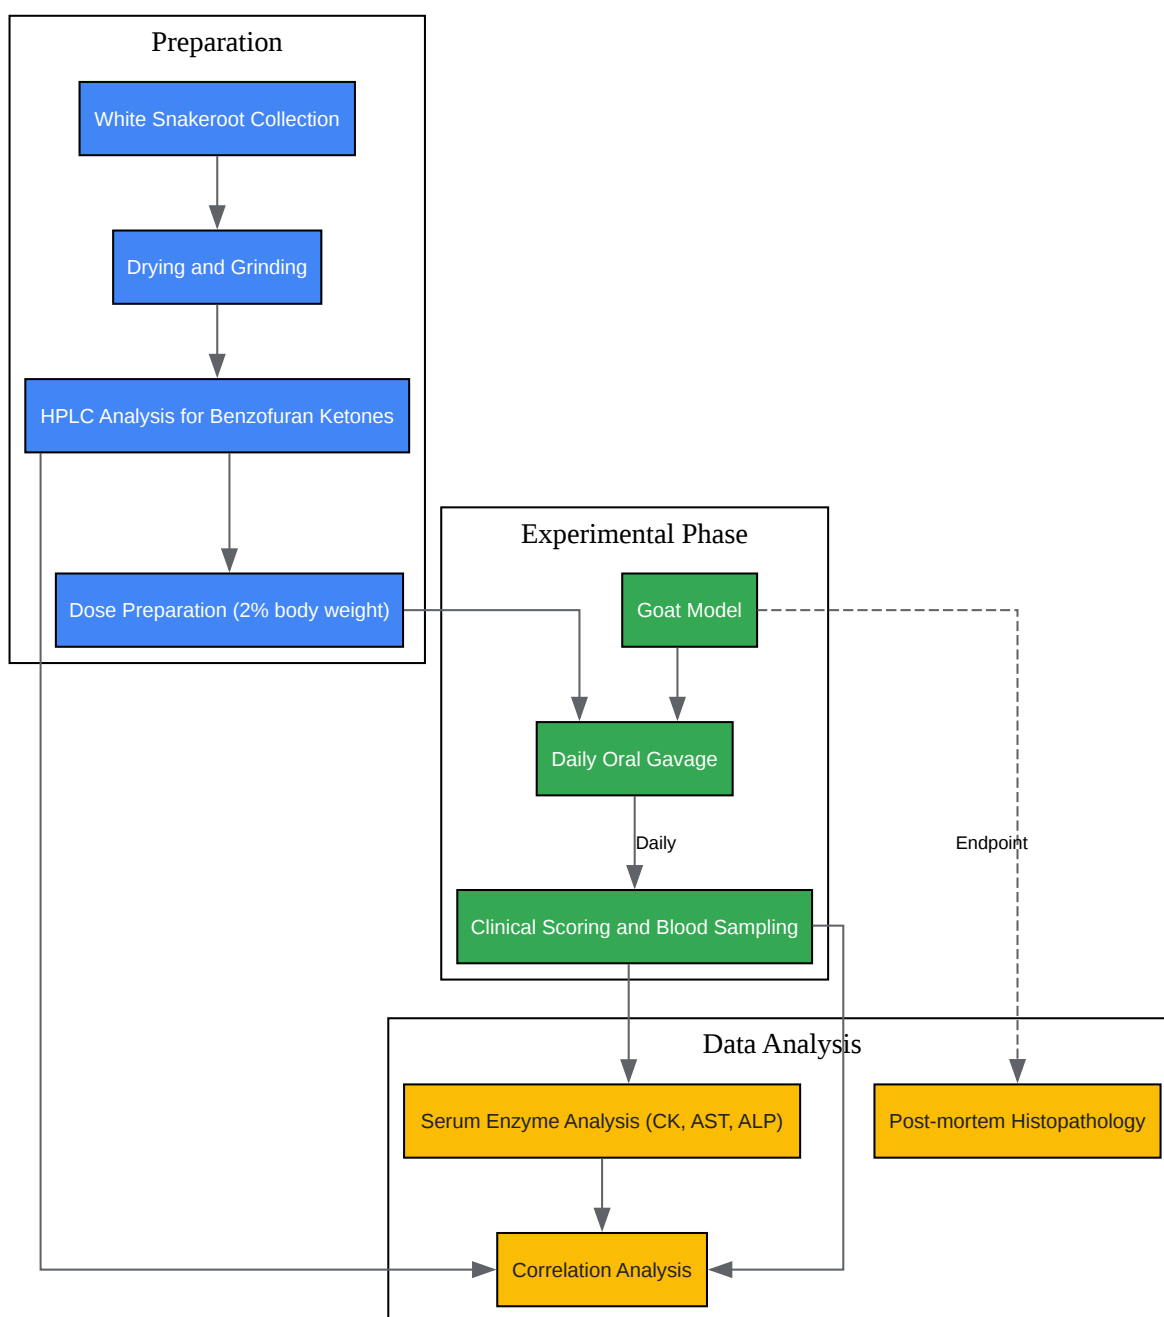 Preparation
White Snakeroot Collection
Drying and Grinding
HPLC Analysis for Benzofuran Ketones
Dose Preparation (2% body weight)
Experimental Phase
Goat Model
Daily Oral Gavage
Daily
Endpoint
Clinical Scoring and Blood Sampling
Data Analysis
Serum Enzyme Analysis (CK, AST, ALP)
Post-mortem Histopathology
Correlation Analysis